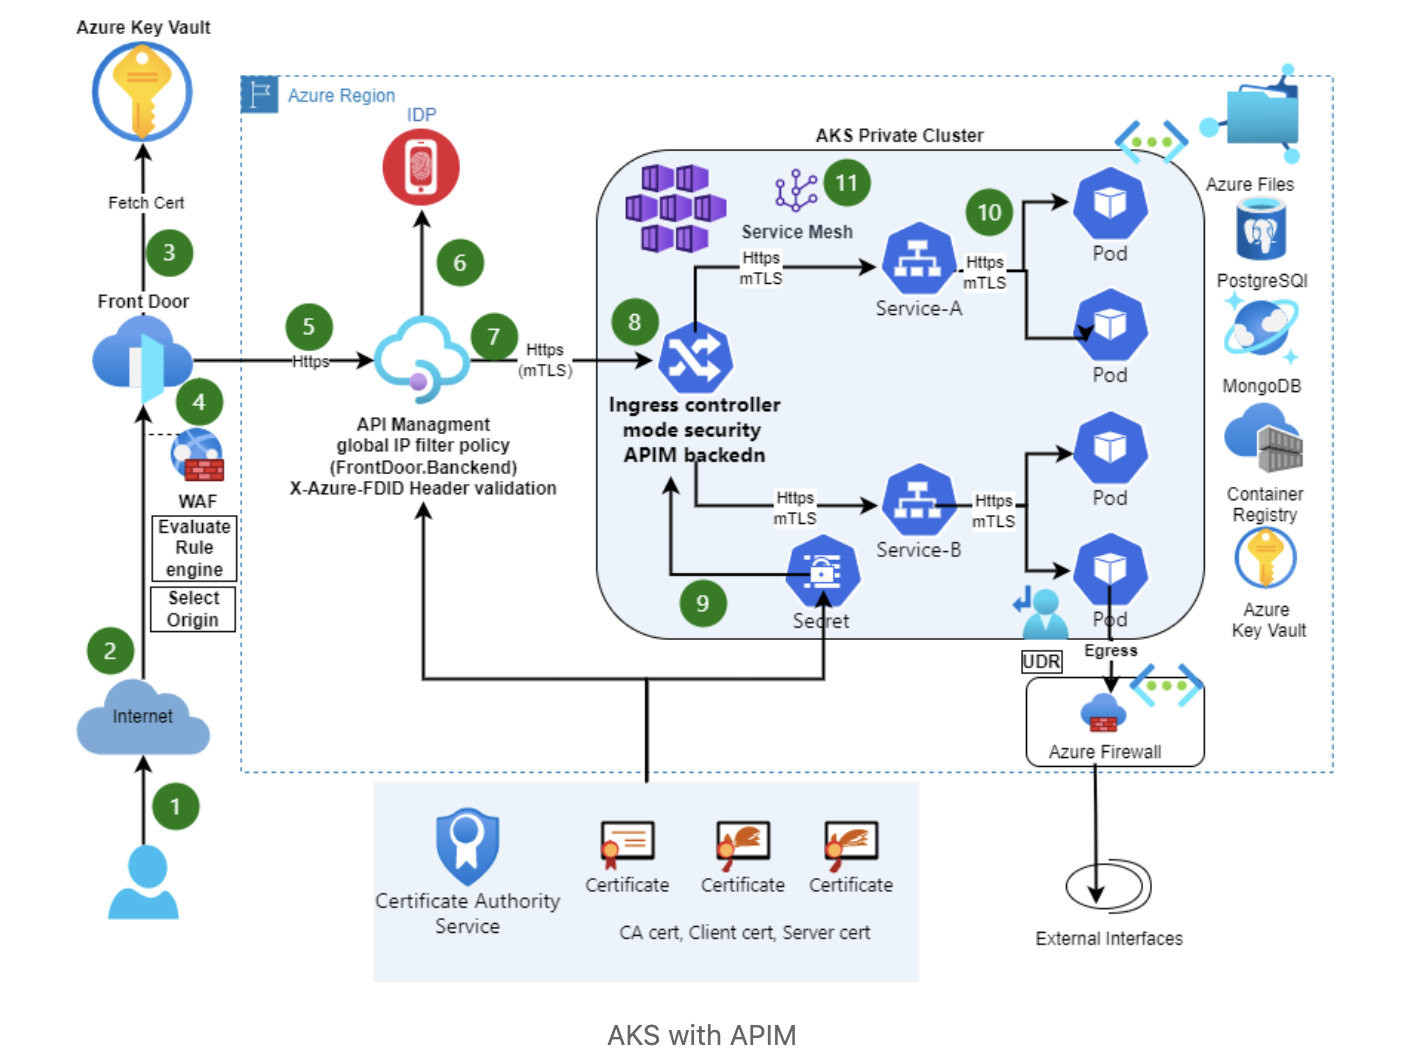 Azure Key Vault
Fetch Cert
3
Front Door
4
WAF
Evaluate
Rule
engine
Select
Origin
2
Internet
1
Azure Region
IDP
6
5
Https
7
Https
(mTLS)
API Managment
global IP filter policy
(FrontDoor.Banckend)
X-Azure-FDID Header validation
AKS Private Cluster
11
Service Mesh
10
8
Https
mTLS
Service-A
Https
mTLS
Pod
Pod
Ingress controller
mode security
APIM backedn
Https
mTLS
Service-B
Https
mTLS
Pod
Pod
9
Secret
UDR
Egress
Azure Firewall
External Interfaces
Azure Files
PostgreSQl
MongoDB
Container
Registry
Azure
Key Vault
Certificate Authority
Service
Certificate
Certificate
Certificate
CA cert, Client cert, Server cert
AKS with APIM